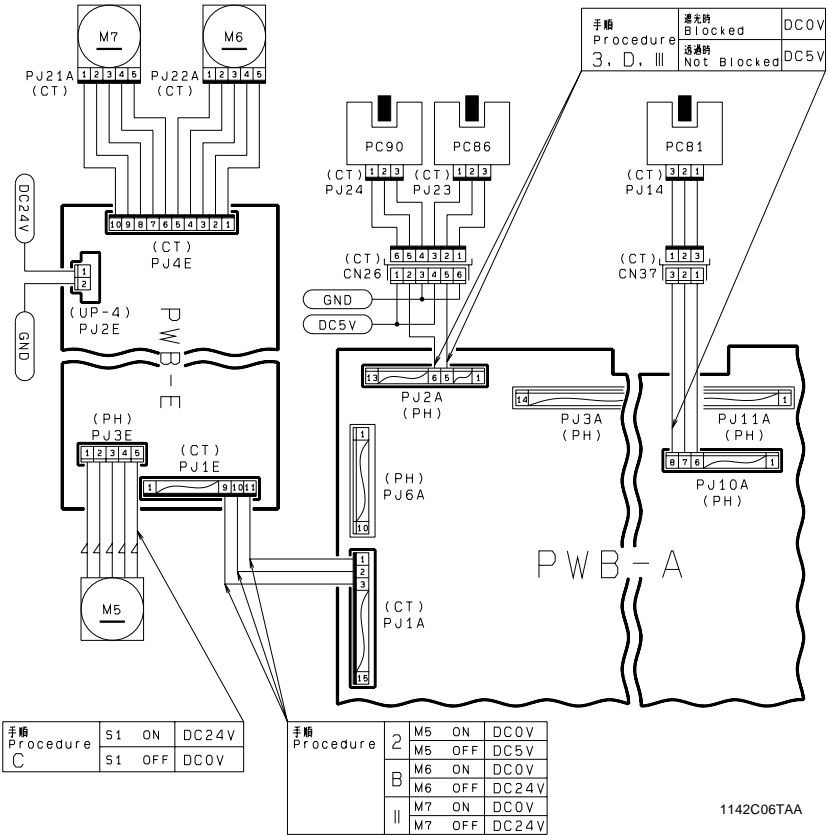 M7
M6
PJ21A
(CT)
1 2 3 4 5
PJ22A
(CT)
1 2 3 4 5
手順
Procedure
3, D, Ⅲ
遮光時
Blocked
DC0V
透過時
Not Blocked
DC5V
PC90
PC86
PC81
(CT)
PJ24
1 2 3
(CT)
PJ23
1 2 3
(CT)
PJ14
3 2 1
DC24V
GND
10 9 8 7 6 5 4 3 2 1
(CT)
PJ4E
1
2
(UP-4)
PJ2E
PWB-E
(CT)
CN26
6 5 4 3 2 1
1 2 3 4 5 6
(CT)
CN37
1 2 3
3 2 1
GND
DC5V
13 6 5 1
PJ2A
(PH)
14
PJ3A
(PH)
1
PJ11A
(PH)
8 7 6 1
PJ10A
(PH)
(PH)
PJ3E
1 2 3 4 5
(CT)
PJ1E
1 9 10 11
1
10
(PH)
PJ6A
PWB-A
1
2
3
15
(CT)
PJ1A
M5
手順
Procedure
C
S1 ON DC24V
S1 OFF DC0V
手順
Procedure
2
M5 ON DC0V
M5 OFF DC5V
B
M6 ON DC0V
M6 OFF DC24V
Ⅱ
M7 ON DC0V
M7 OFF DC24V
1142C06TAA